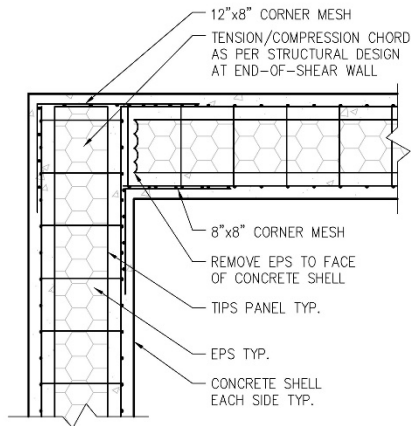 12"x8" CORNER MESH
TENSION/COMPRESSION CHORD
AS PER STRUCTURAL DESIGN
AT END-OF-SHEAR WALL
8"x8" CORNER MESH
REMOVE EPS TO FACE
OF CONCRETE SHELL
TIPS PANEL TYP.
EPS TYP.
CONCRETE SHELL
EACH SIDE TYP.